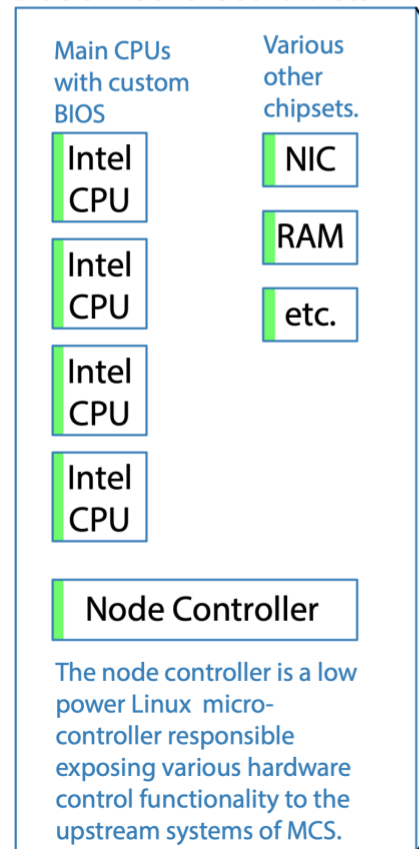 Main CPUs
with custom
BIOS
Intel
CPU
Intel
CPU
Intel
CPU
Intel
CPU
Various
other
chipsets.
NIC
RAM
etc.
Node Controller
The node controller is a low
power Linux micro-
controller responsible
exposing various hardware
control functionality to the
upstream systems of MCS.